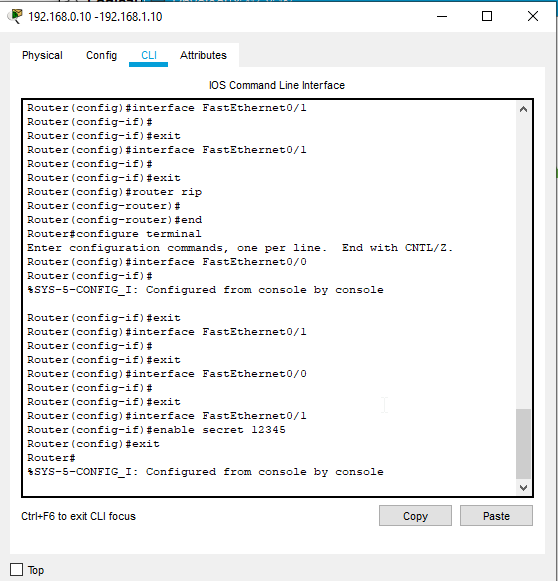 192.168.0.10 -192.168.1.10
Physical Config CLI Attributes
IOS Command Line Interface
Router(config)#interface FastEthernet0/1
Router(config-if)#
Router(config-if)#exit
Router(config)#interface FastEthernet0/1
Router(config-if)#
Router(config-if)#exit
Router(config)#router rip
Router(config-router)#
Router(config-router)#end
Router#configure terminal
Enter configuration commands, one per line.  End with CNTL/Z.
Router(config)#interface FastEthernet0/0
Router(config-if)#
%SYS-5-CONFIG_I: Configured from console by console
Router(config-if)#exit
Router(config)#interface FastEthernet0/1
Router(config-if)#
Router(config-if)#exit
Router(config)#interface FastEthernet0/0
Router(config-if)#
Router(config-if)#exit
Router(config)#interface FastEthernet0/1
Router(config-if)#enable secret 12345
Router(config)#exit
Router#
%SYS-5-CONFIG_I: Configured from console by console
Ctrl+F6 to exit CLI focus
Copy Paste
Top